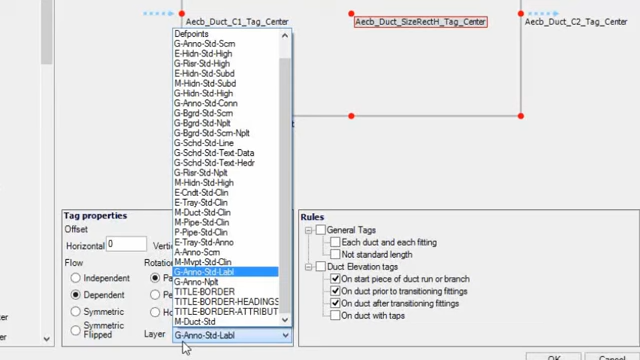 Aecb_Duct_C1_Tag_Center
Aecb_Duct_SizeRectH_Tag_Center
Aecb_Duct_C2_Tag_Center
Defpoints
G-Anno-Std-Scrn
E-Hidn-Std-High
G-Risr-Std-High
E-Hidn-Std-Subd
M-Hidn-Std-Subd
G-Hidn-Std-High
G-Anno-Std-Conn
G-Bgrd-Std-Scrn
G-Bgrd-Std-Nplt
G-Bgrd-Std-Scrn-Nplt
G-Schd-Std-Line
G-Schd-Std-Text-Data
G-Schd-Std-Text-Hedr
G-Risr-Std-Nplt
M-Hidn-Std-High
E-Cndt-Std-Clin
E-Tray-Std-Clin
M-Duct-Std-Clin
M-Pipe-Std-Clin
P-Pipe-Std-Clin
E-Tray-Std-Anno
A-Anno-Scrn
M-Mvpt-Std-Clin
G-Anno-Std-Labl
G-Anno-Nplt
TITLE-BORDER
TITLE-BORDER-HEADINGS
TITLE-BORDER-ATTRIBUT
M-Duct-Std
Tag properties
Offset
Horizontal 0
Flow
Independent
Dependent
Symmetric
Symmetric Flipped
Layer G-Anno-Std-Labl
Rules
General Tags
Each duct and each fitting
Not standard length
Duct Elevation tags
On start piece of duct run or branch
On duct prior to transitioning fittings
On duct after transitioning fittings
On duct with taps